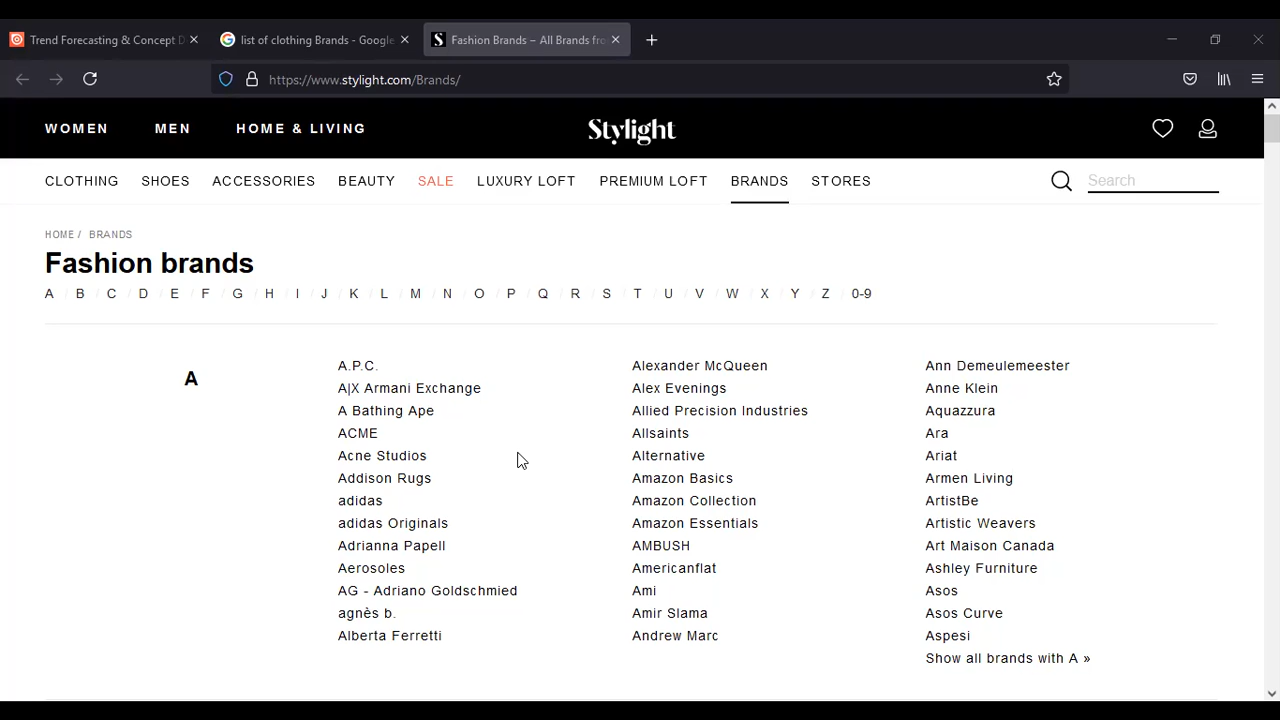 Trend Forecasting & Concept D
list of clothing Brands - Google
Fashion Brands – All Brands fro
https://www.stylight.com/Brands/
WOMEN MEN HOME & LIVING Stylight
CLOTHING SHOES ACCESSORIES BEAUTY SALE LUXURY LOFT PREMIUM LOFT BRANDS STORES Search
HOME / BRANDS
Fashion brands
A / B / C / D / E / F / G / H / I / J / K / L / M / N / O / P / Q / R / S / T / U / V / W / X / Y / Z / 0-9
A
A.P.C.
A|X Armani Exchange
A Bathing Ape
ACME
Acne Studios
Addison Rugs
adidas
adidas Originals
Adrianna Papell
Aerosoles
AG - Adriano Goldschmied
agnès b.
Alberta Ferretti
Alexander McQueen
Alex Evenings
Allied Precision Industries
Allsaints
Alternative
Amazon Basics
Amazon Collection
Amazon Essentials
AMBUSH
Americanflat
Ami
Amir Slama
Andrew Marc
Ann Demeulemeester
Anne Klein
Aquazzura
Ara
Ariat
Armen Living
ArtistBe
Artistic Weavers
Art Maison Canada
Ashley Furniture
Asos
Asos Curve
Aspesi
Show all brands with A »